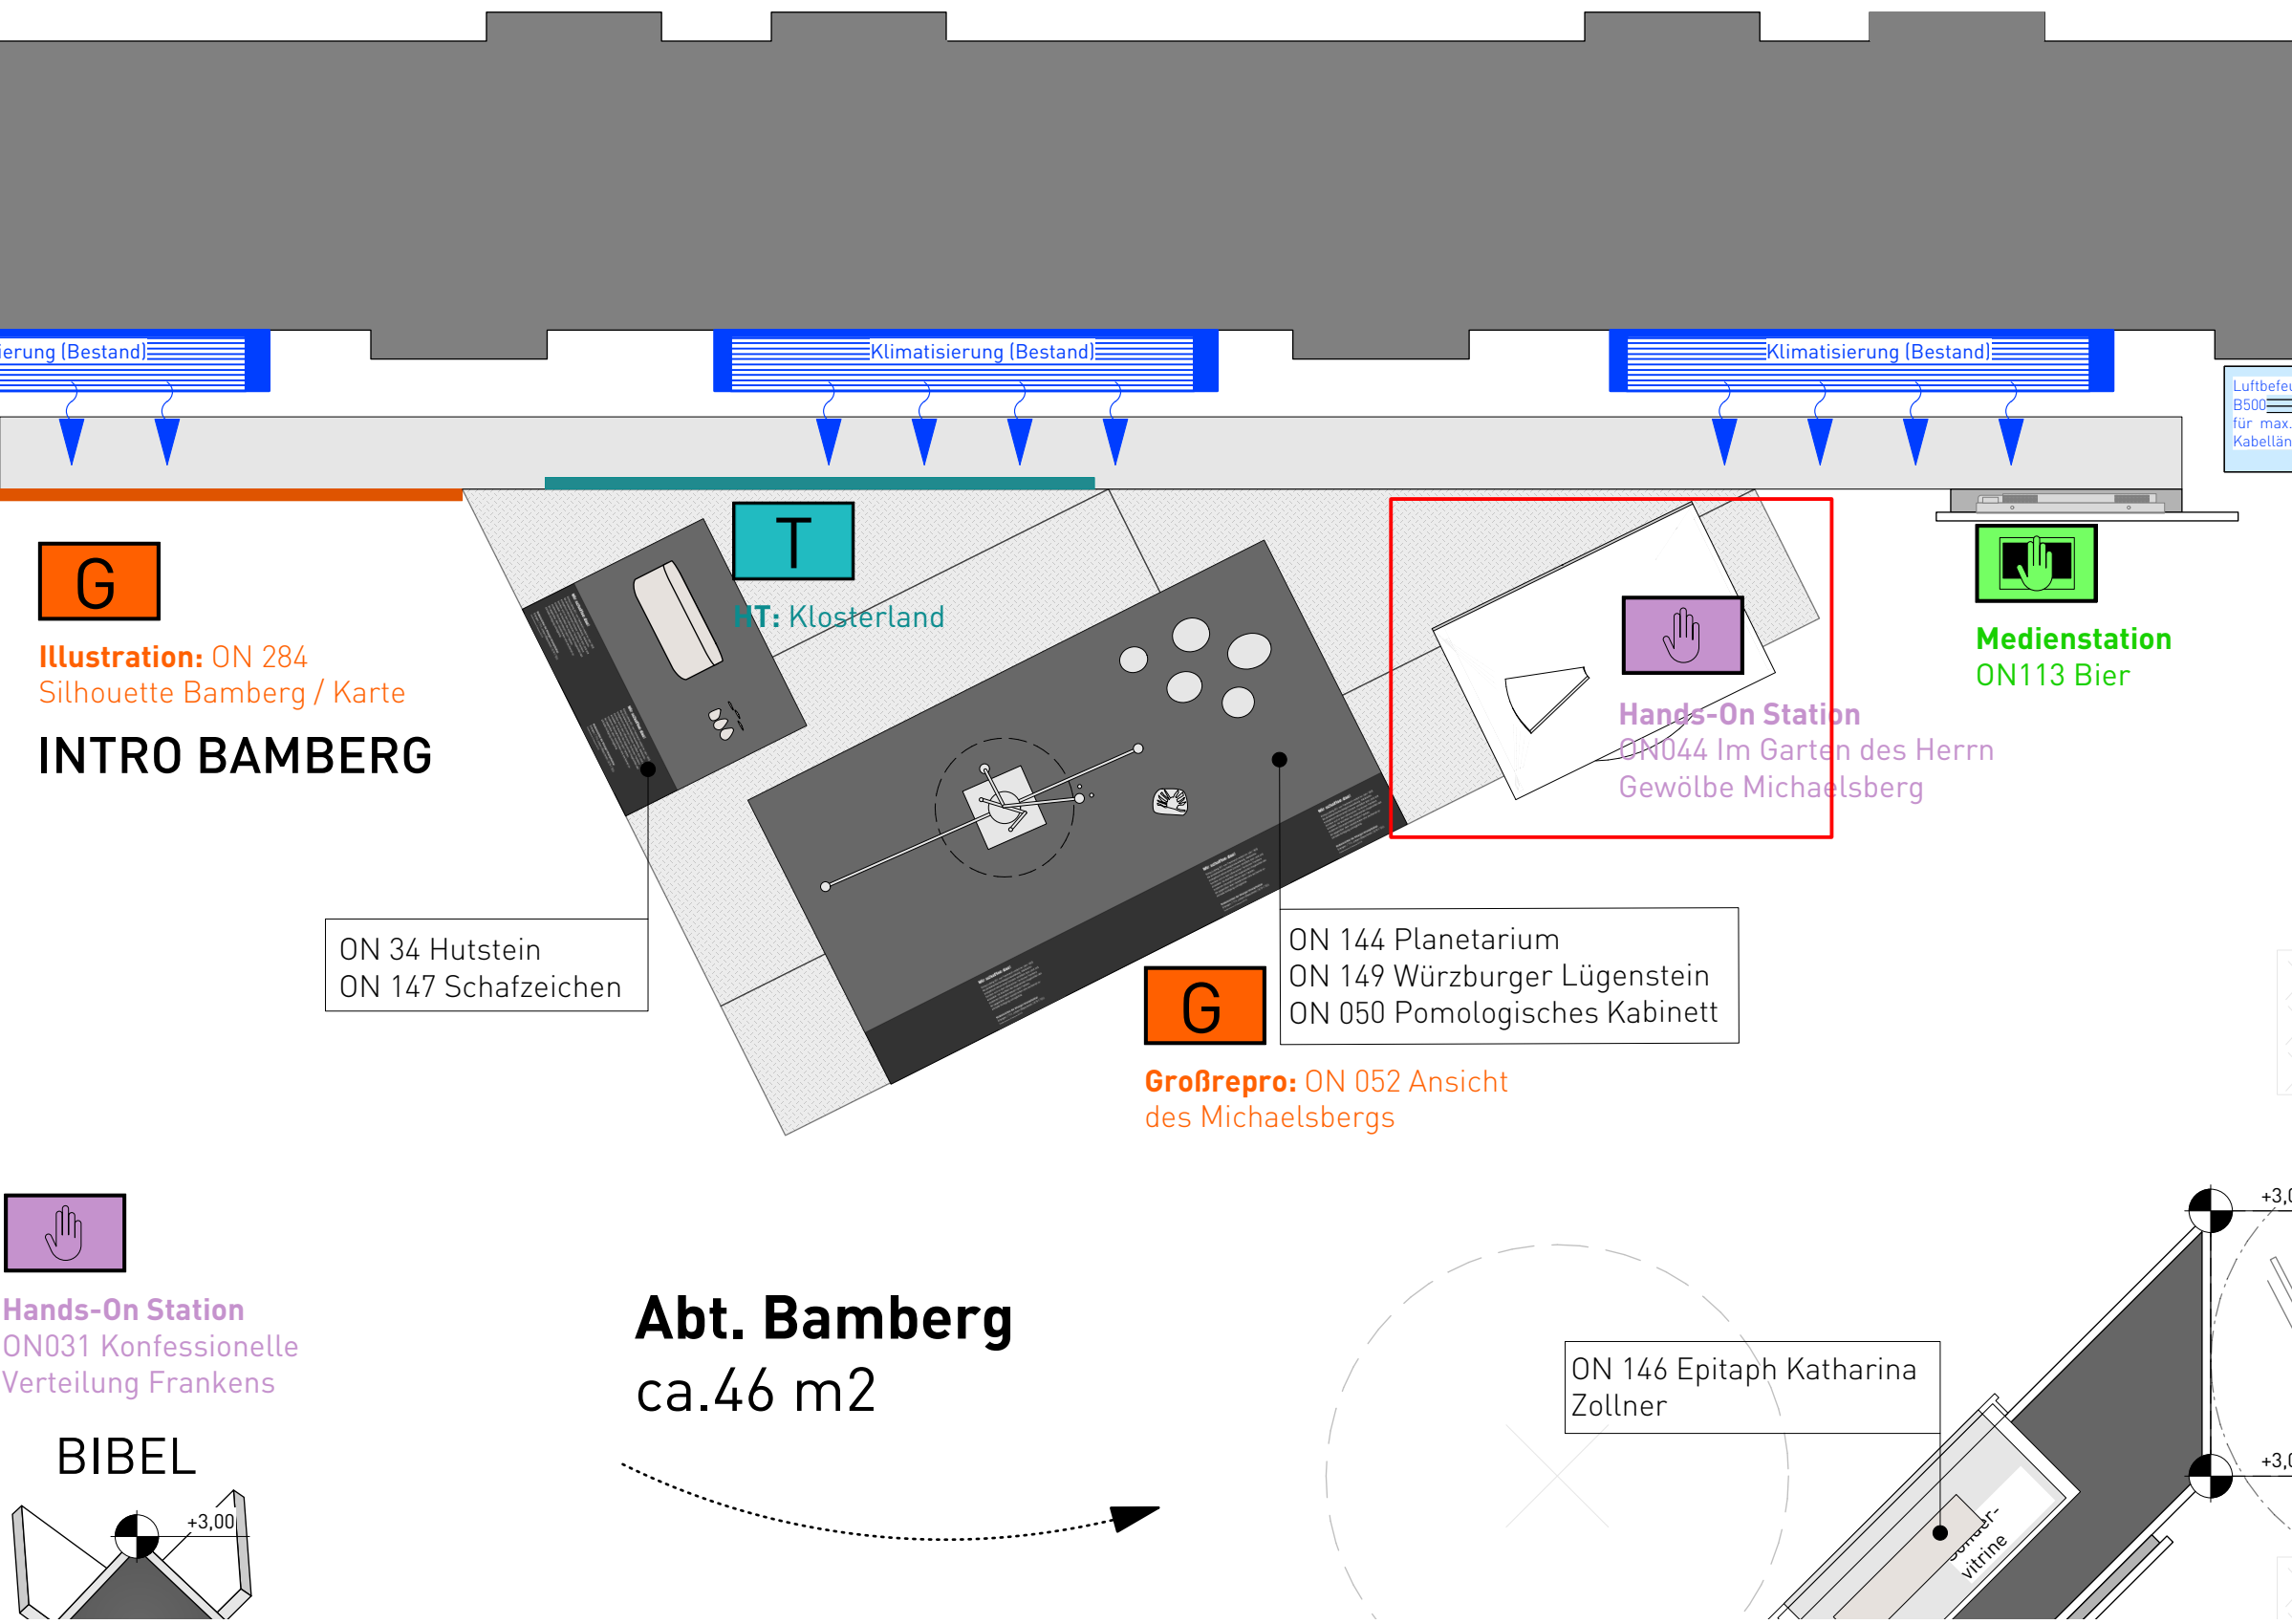 ierung (Bestand)
Klimatisierung (Bestand)
Klimatisierung (Bestand)
B500
für max.
T
HT: Klosterland
G
Illustration: ON 284
Silhouette Bamberg / Karte
INTRO BAMBERG
Medienstation
ON113 Bier
Hands-On Station
ON044 Im Garten des Herrn
Gewölbe Michaelsberg
ON 34 Hutstein
ON 147 Schafzeichen
ON 144 Planetarium
ON 149 Würzburger Lügenstein
ON 050 Pomologisches Kabinett
G
Großrepro: ON 052 Ansicht
des Michaelsbergs
Hands-On Station
ON031 Konfessionelle
Verteilung Frankens
BIBEL
+3,00
Abt. Bamberg
ca.46 m2
ON 146 Epitaph Katharina
Zollner
vitrine
+3,0
+3,0